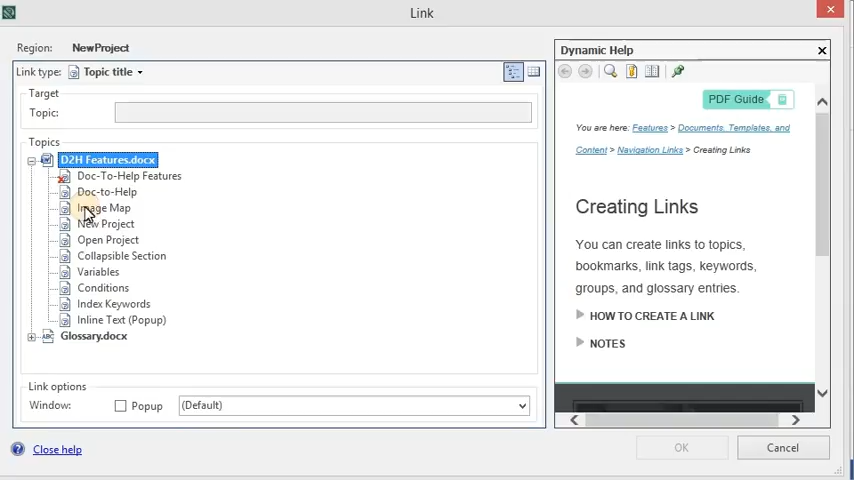 Link
Region: NewProject
Link type: Topic title
Target
Topic:
Topics
D2H Features.docx
Doc-To-Help Features
Doc-to-Help
Image Map
New Project
Open Project
Collapsible Section
Variables
Conditions
Index Keywords
Inline Text (Popup)
Glossary.docx
Link options
Window: Popup (Default)
Close help
OK Cancel
Dynamic Help
PDF Guide
You are here: Features > Documents, Templates, and
Content > Navigation Links > Creating Links
Creating Links
You can create links to topics,
bookmarks, link tags, keywords,
groups, and glossary entries.
HOW TO CREATE A LINK
NOTES